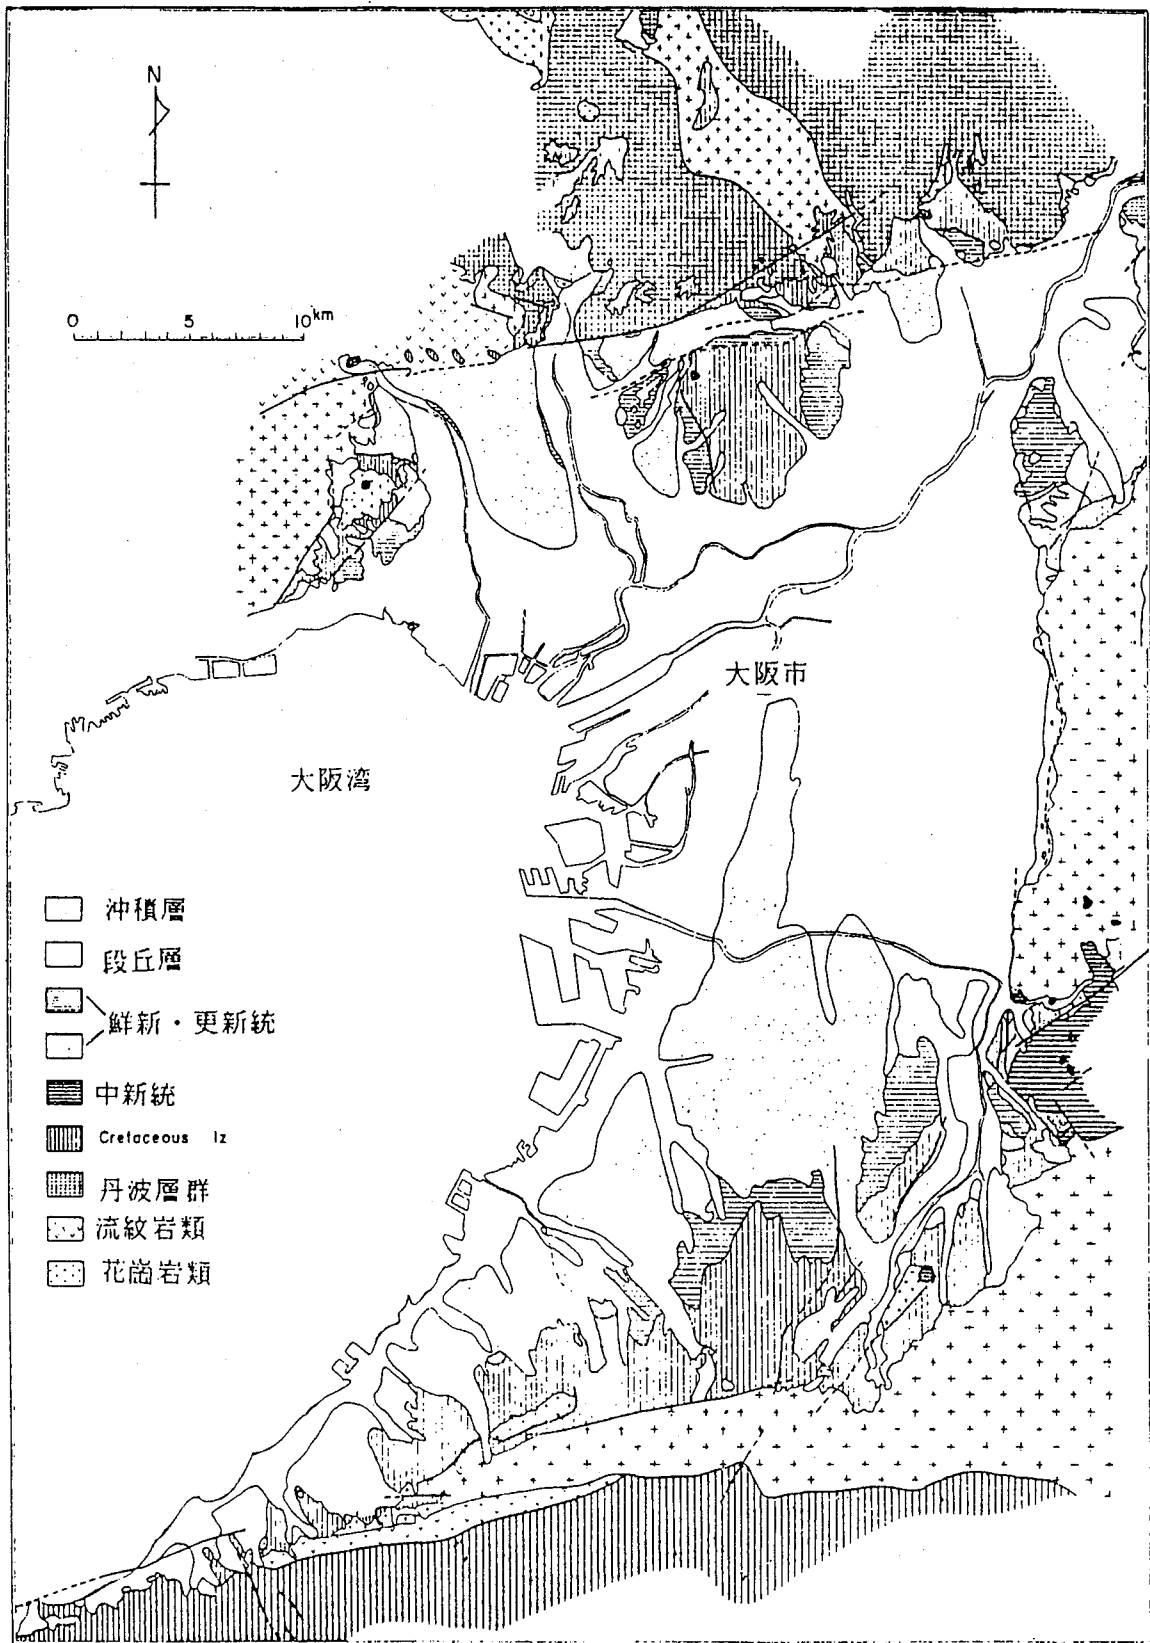 N
0 5 10km
大阪市
大阪湾
沖積層
段丘層
鮮新・更新統
中新統
Cretaceous Iz
丹波層群
流紋岩類
花崗岩類